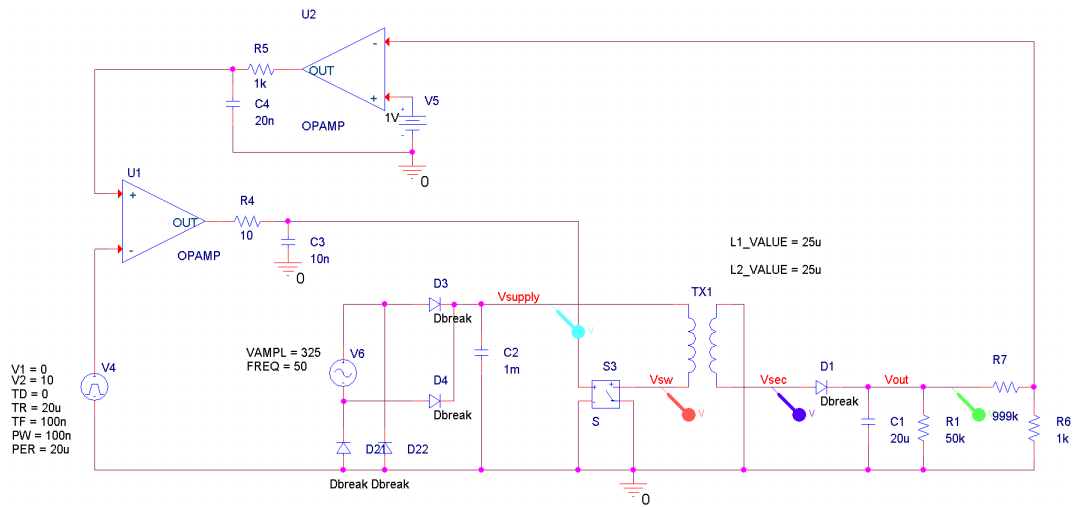 U2
-
R5
OUT
1k
C4
+
V5
+
1V
20n
OPAMP
-
0
U1
+
R4
OUT
10
-
OPAMP
C3
10n
0
L1_VALUE = 25u
L2_VALUE = 25u
D3
Vsupply
TX1
Dbreak
V
VAMPL = 325
FREQ = 50
V6
C2
1m
R7
V1 = 0
V2 = 10
TD = 0
TR = 20u
TF = 100n
PW = 100n
PER = 20u
V4
D4
Dbreak
S3
+
+
-
-
S
Vsw
V
Vsec
V
D1
Dbreak
Vout
V
999k
C1
20u
R1
50k
R6
1k
D21
D22
Dbreak Dbreak
0